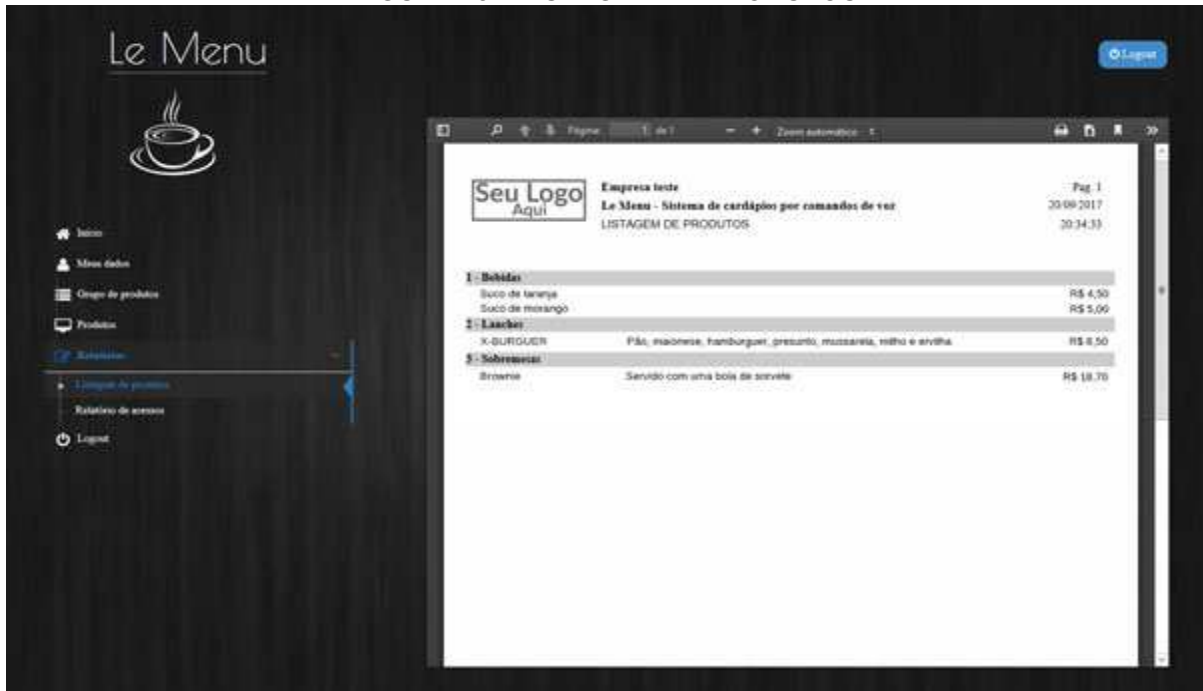 Le Menu
Logout
Página: 1 de 1 Zoom automático
Seu Logo
Aqui
Empresa teste
Pag. 1
Le Menu - Sistema de cardápios por comandos de voz
20/09/2017
LISTAGEM DE PRODUTOS
20:34:33
Início
Meus dados
Grupo de produtos
Produtos
Relatórios
Listagem de produtos
Relatório de acessos
Logout
1 - Bebidas
Suco de laranja R$ 4,50
Suco de morango R$ 5,00
2 - Lanches
X-BURGUER Pão, maionese, hamburguer, presunto, mussarela, milho e ervilha. R$ 8,50
3 - Sobremesas
Brownie Servido com uma bola de sorvete R$ 18,70